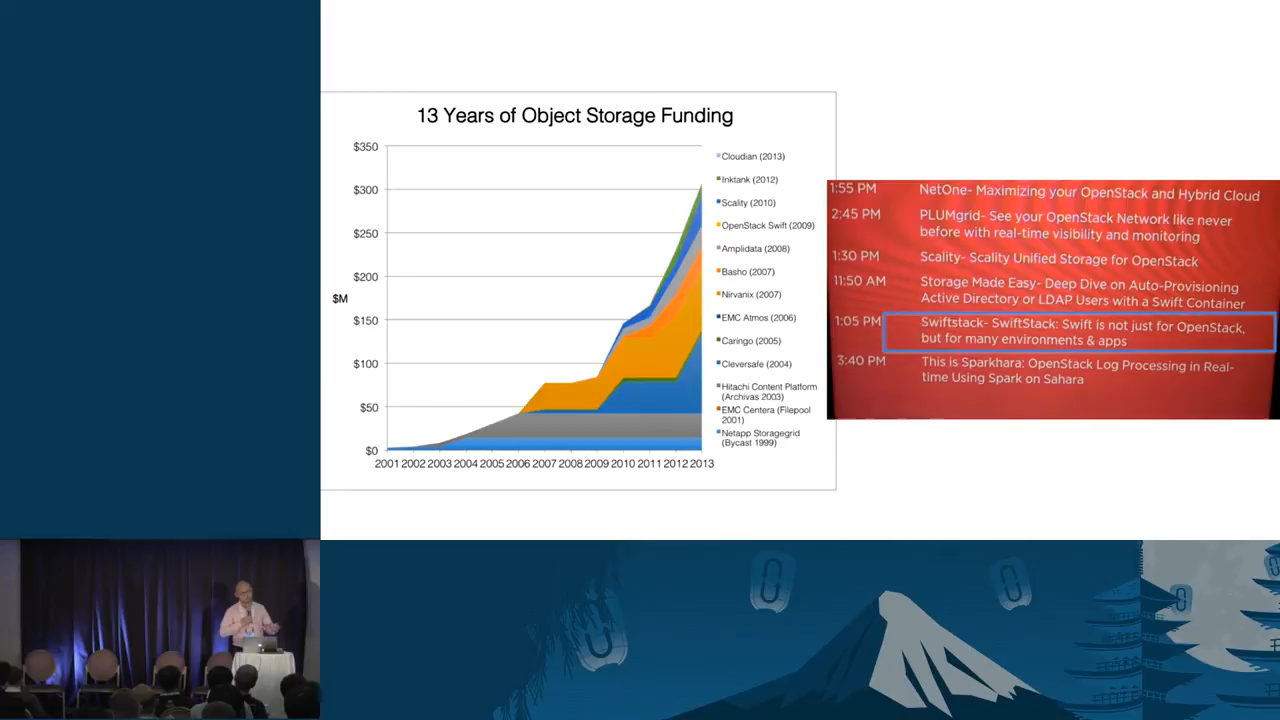 13 Years of Object Storage Funding
$350
$300
$250
$200
$150
$100
$50
$0
$M
2001 2002 2003 2004 2005 2006 2007 2008 2009 2010 2011 2012 2013
Cloudian (2013)
Inktank (2012)
Scality (2010)
OpenStack Swift (2009)
Amplidata (2008)
Basho (2007)
Nirvanix (2007)
EMC Atmos (2006)
Caringo (2005)
Cleversafe (2004)
Hitachi Content Platform
(Archivas 2003)
EMC Centera (Filepool
2001)
Netapp Storagegrid
(Bycast 1999)
1:55 PM NetOne- Maximizing your OpenStack and Hybrid Cloud
2:45 PM PLUMgrid- See your OpenStack Network like never
before with real-time visibility and monitoring
1:30 PM Scality- Scality Unified Storage for OpenStack
11:50 AM Storage Made Easy- Deep Dive on Auto-Provisioning
Active Directory or LDAP Users with a Swift Container
1:05 PM Swiftstack- SwiftStack: Swift is not just for OpenStack,
but for many environments & apps
3:40 PM This is Sparkhara: OpenStack Log Processing in Real-
time Using Spark on Sahara